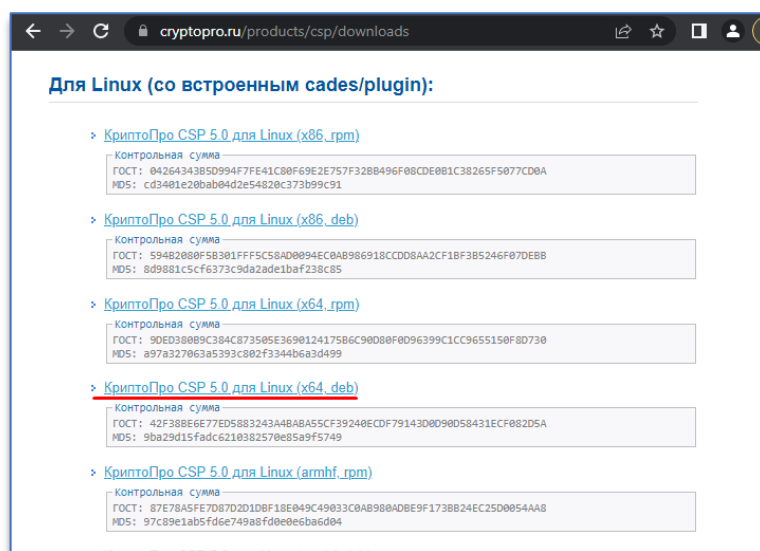 cryptopro.ru/products/csp/downloads
Для Linux (со встроенным cades/plugin):
КриптоПро CSP 5.0 для Linux (x86, rpm)
Контрольная сумма
ГОСТ: 04264343B5D994F7FE41C80F69E2E757F32BB496F08CDE0B1C38265F5077CD0A
MD5: cd3401e20bab04d2e54820c373b99c91
КриптоПро CSP 5.0 для Linux (x86, deb)
Контрольная сумма
ГОСТ: 594B2080F5B301FFF5C58AD0094EC0AB986918CCDD8AA2CF1BF3B5246F07DEBB
MD5: 8d9881c5cf6373c9da2ade1baf238c85
КриптоПро CSP 5.0 для Linux (x64, rpm)
Контрольная сумма
ГОСТ: 9DED380B9C384C873505E3690124175B6C90D80F0D96399C1CC9655150F8D730
MD5: a97a327063a5393c802f3344b6a3d499
КриптоПро CSP 5.0 для Linux (x64, deb)
Контрольная сумма
ГОСТ: 42F38BE6E77ED5883243A4BABA55CF39240ECDF79143D0D90D58431ECF082D5A
MD5: 9ba29d15fadc6210382570e85a9f5749
КриптоПро CSP 5.0 для Linux (armhf, rpm)
Контрольная сумма
ГОСТ: 87E78A5FE7D87D2D1DBF18E049C49033C0AB980ADBE9F173BB24EC25D0054AA8
MD5: 97c89e1ab5fd6e749a8fd0e0e6ba6d04